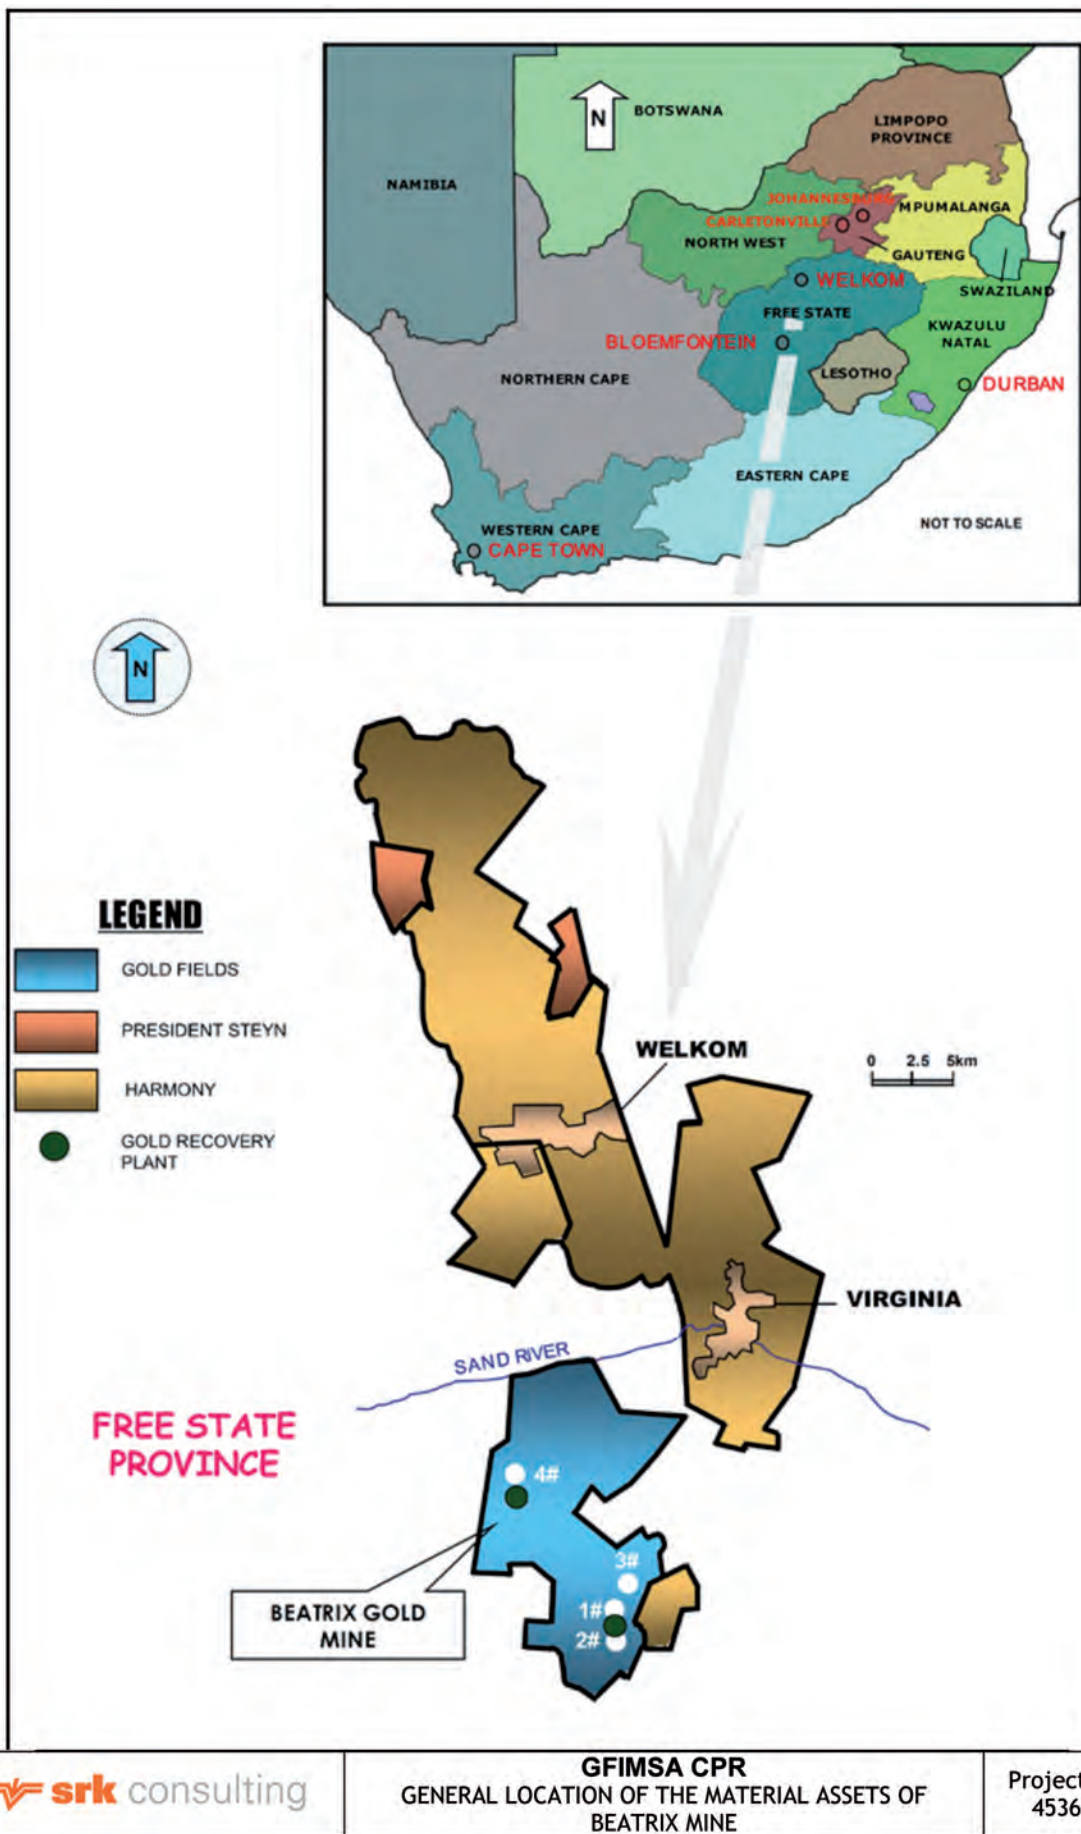 N
BOTSWANA
LIMPOPO
PROVINCE
NAMIBIA
JOHANNESBURG
MPUMALANGA
CARLETONVILLE
NORTH WEST
GAUTENG
WELKOM
SWAZILAND
FREE STATE
KWAZULU
NATAL
BLOEMFONTEIN
LESOTHO
NORTHERN CAPE
DURBAN
EASTERN CAPE
NOT TO SCALE
WESTERN CAPE
CAPE TOWN
N
LEGEND
GOLD FIELDS
PRESIDENT STEYN
HARMONY
GOLD RECOVERY
PLANT
WELKOM
0 2.5 5km
VIRGINIA
SAND RIVER
FREE STATE
PROVINCE
4#
3#
1#
2#
BEATRIX GOLD
MINE
srk consulting
GFIMSA CPR
GENERAL LOCATION OF THE MATERIAL ASSETS OF
BEATRIX MINE
Project
4536